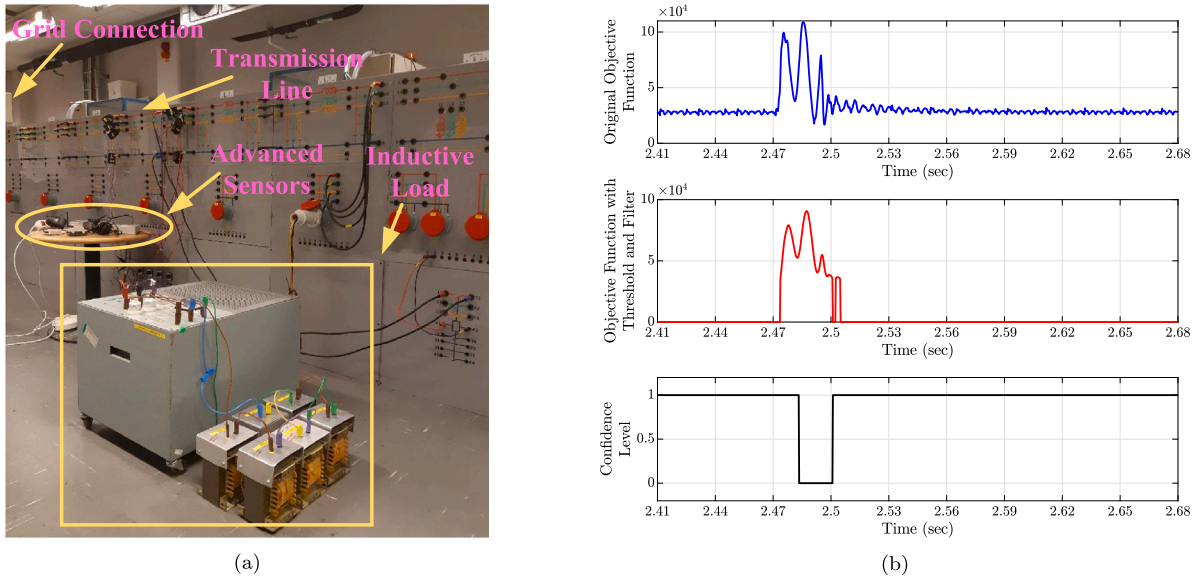 Grid Connection
Transmission
Line
Advanced
Sensors
Inductive
Load
(a)
×10⁴
Original Objective
Function
10
5
0
2.41 2.44 2.47 2.5 2.53 2.56 2.59 2.62 2.65 2.68
Time (sec)
×10⁴
Objective Function with
Threshold and Filter
10
5
0
2.41 2.44 2.47 2.5 2.53 2.56 2.59 2.62 2.65 2.68
Time (sec)
Confidence
Level
1
0.5
0
2.41 2.44 2.47 2.5 2.53 2.56 2.59 2.62 2.65 2.68
Time (sec)
(b)